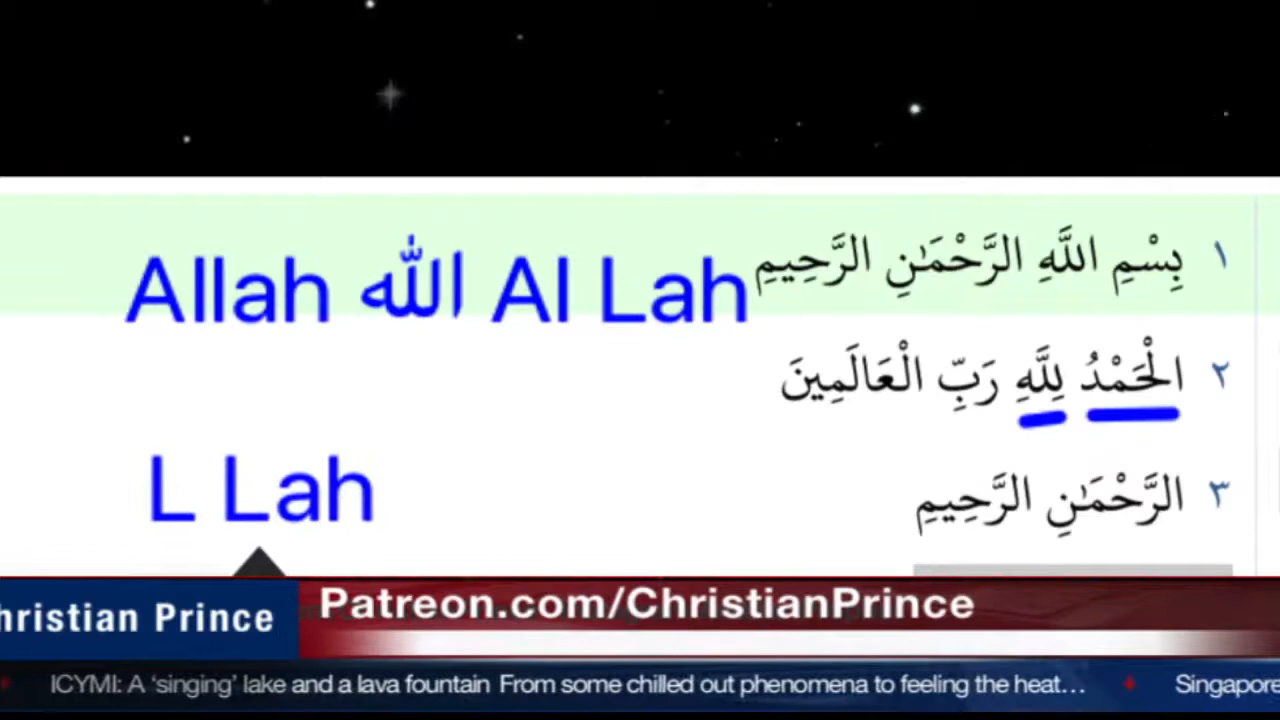 Allah الله Al Lah
١ بِسْمِ اللَّهِ الرَّحْمَٰنِ الرَّحِيمِ
٢ الْحَمْدُ لِلَّهِ رَبِّ الْعَالَمِينَ
L Lah
٣ الرَّحْمَٰنِ الرَّحِيمِ
hristian Prince
Patreon.com/ChristianPrince
ICYMI: A 'singing' lake and a lava fountain From some chilled out phenomena to feeling the heat... Singapore